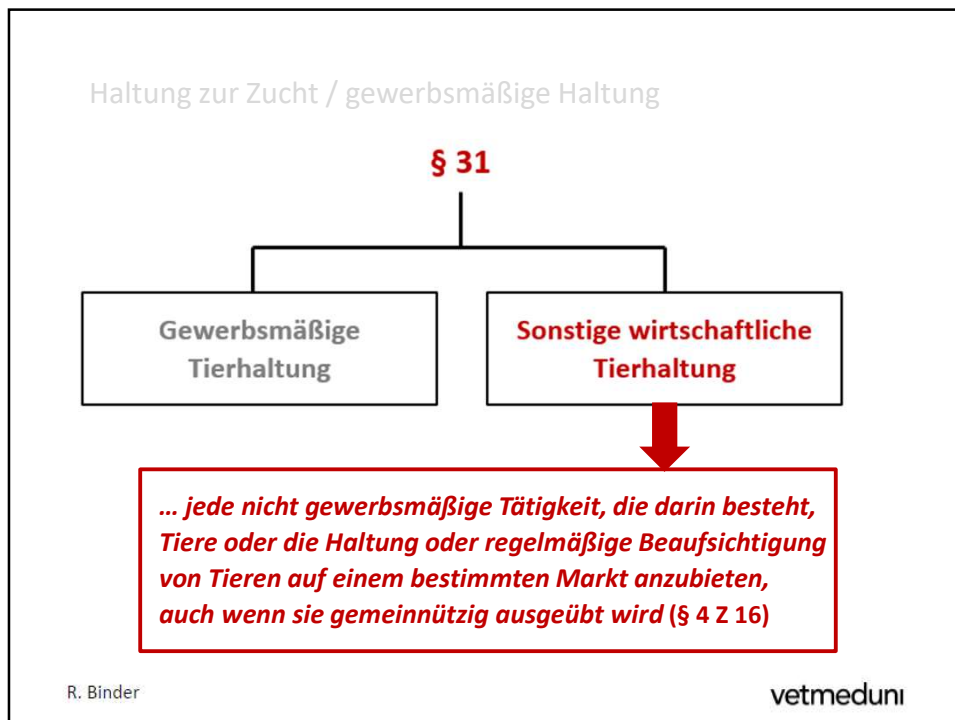 Haltung zur Zucht / gewerbsmäßige Haltung
§ 31
Gewerbsmäßige
Tierhaltung
Sonstige wirtschaftliche
Tierhaltung
... jede nicht gewerbsmäßige Tätigkeit, die darin besteht,
Tiere oder die Haltung oder regelmäßige Beaufsichtigung
von Tieren auf einem bestimmten Markt anzubieten,
auch wenn sie gemeinnützig ausgeübt wird (§ 4 Z 16)
R. Binder
vetmeduni